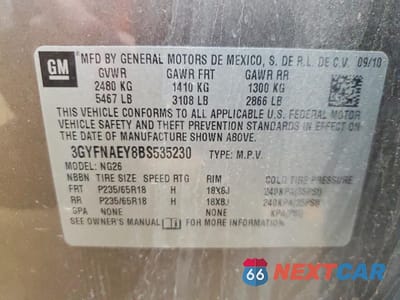 GM
MFD BY GENERAL MOTORS DE MEXICO, S. DE R.L. DE C.V. 09/10
GVWR GAWR FRT GAWR RR
2480 KG 1410 KG 1300 KG
5467 LB 3108 LB 2866 LB
THIS VEHICLE CONFORMS TO ALL APPLICABLE U.S. FEDERAL MOTOR
VEHICLE SAFETY AND THEFT PREVENTION STANDARDS IN EFFECT
ON THE DATE OF MANUFACTURE SHOWN ABOVE.
3GYFNAEY8BS535230 TYPE: M.P.V.
MODEL: NG26
NBBN TIRE SIZE SPEED RTG RIM COLD TIRE PRESSURE
FRT P235/65R18 H 18X8J 240KPA(35PSI)
RR P235/65R18 H 18X8J 240KPA(35PSI)
GPA NONE NONE KPA(PSI)
SEE OWNER'S MANUAL FOR ADDITIONAL INFORMATION.
66 NEXTCAR